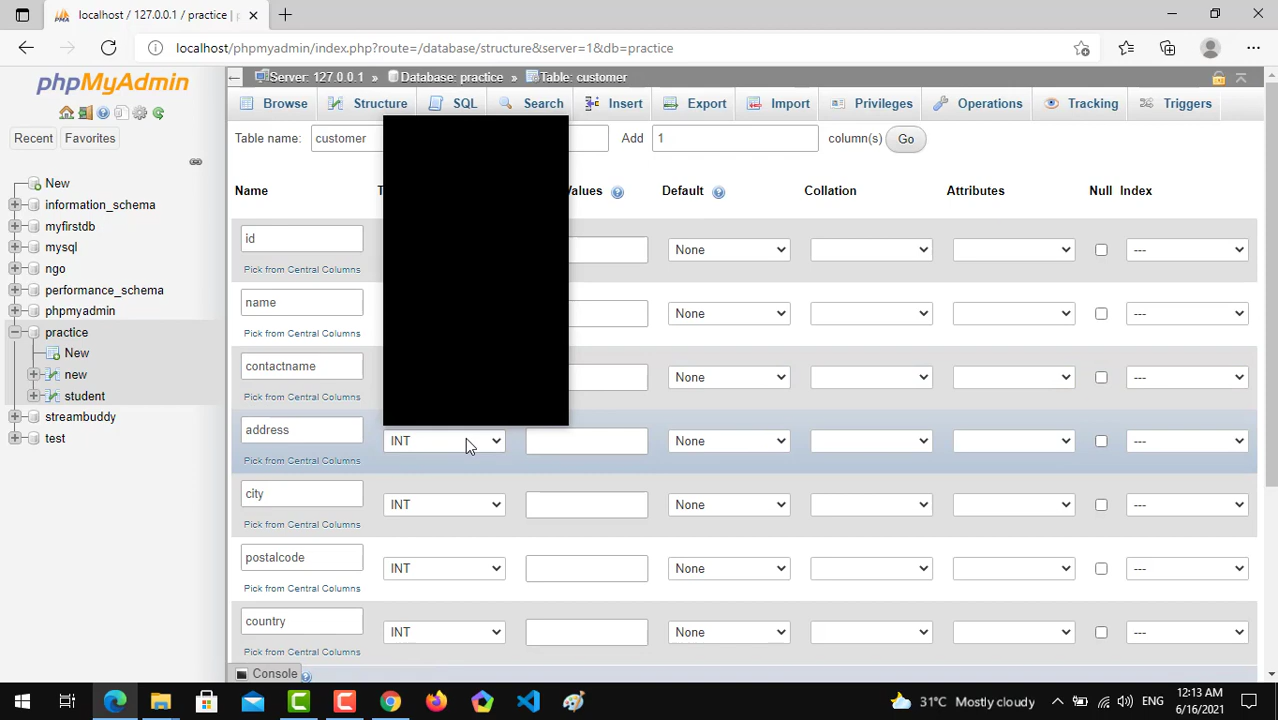 localhost / 127.0.0.1 / practice |
localhost/phpmyadmin/index.php?route=/database/structure&server=1&db=practice
phpMyAdmin
Recent
Favorites
New
information_schema
myfirstdb
mysql
ngo
performance_schema
phpmyadmin
practice
New
new
student
streambuddy
test
Server: 127.0.0.1 » Database: practice » Table: customer
Browse Structure SQL Search Insert Export Import Privileges Operations Tracking Triggers
Table name: customer Add 1 column(s) Go
Name Values Default Collation Attributes Null Index
id None ---
Pick from Central Columns
name None ---
Pick from Central Columns
contactname None ---
Pick from Central Columns
address INT None ---
Pick from Central Columns
city INT None ---
Pick from Central Columns
postalcode INT None ---
Pick from Central Columns
country INT None ---
Pick from Central Columns
Console
31°C Mostly cloudy ENG 12:13 AM
6/16/2021